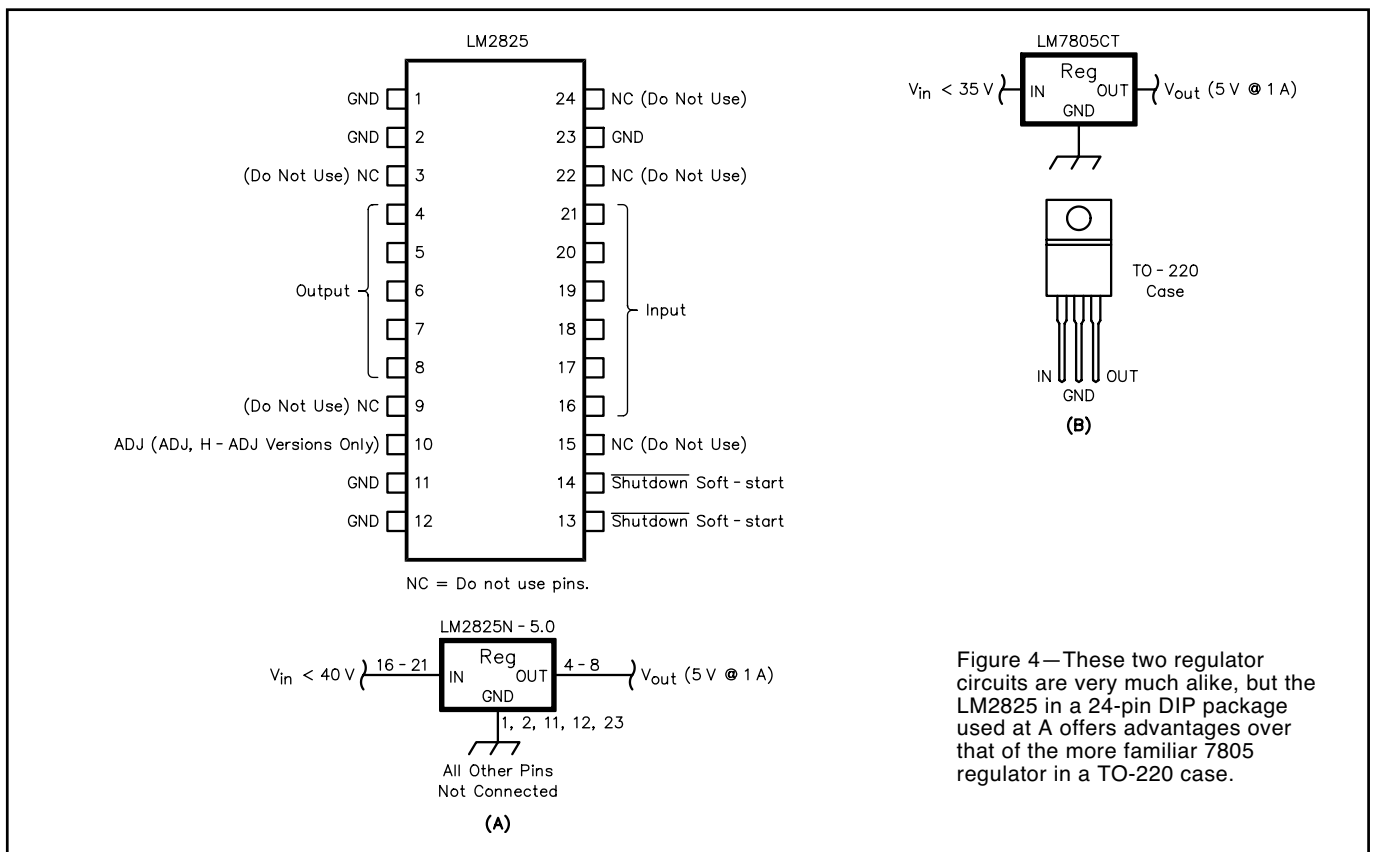 LM2825
GND 1
GND 2
(Do Not Use) NC 3
4
5
Output 6
7
8
(Do Not Use) NC 9
ADJ (ADJ, H-ADJ Versions Only) 10
GND 11
GND 12
24 NC (Do Not Use)
23 GND
22 NC (Do Not Use)
21
20
19
Input
18
17
16
15 NC (Do Not Use)
14 Shutdown Soft-start
13 Shutdown Soft-start
NC = Do not use pins.
LM2825N-5.0
Vin < 40 V 16-21 IN Reg OUT 4-8 Vout (5 V @ 1 A)
GND
1, 2, 11, 12, 23
All Other Pins
Not Connected
(A)
LM7805CT
Vin < 35 V IN Reg OUT Vout (5 V @ 1 A)
GND
TO-220
Case
IN OUT
GND
(B)
Figure 4—These two regulator
circuits are very much alike, but the
LM2825 in a 24-pin DIP package
used at A offers advantages over
that of the more familiar 7805
regulator in a TO-220 case.